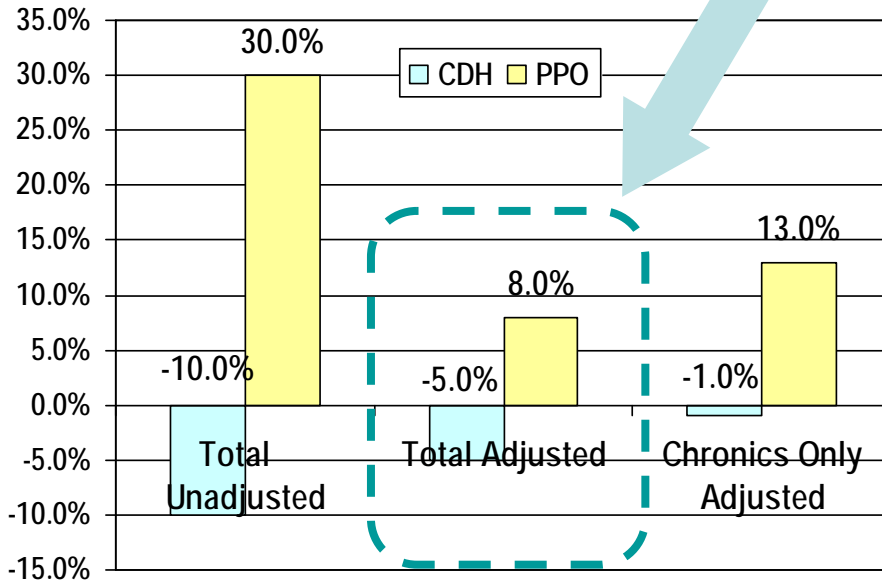 35.0%
30.0%
25.0%
20.0%
15.0%
10.0%
5.0%
0.0%
-5.0%
-10.0%
-15.0%
CDH PPO
30.0%
-10.0%
8.0%
-5.0%
13.0%
-1.0%
Total
Unadjusted
Total Adjusted
Chronics Only
Adjusted